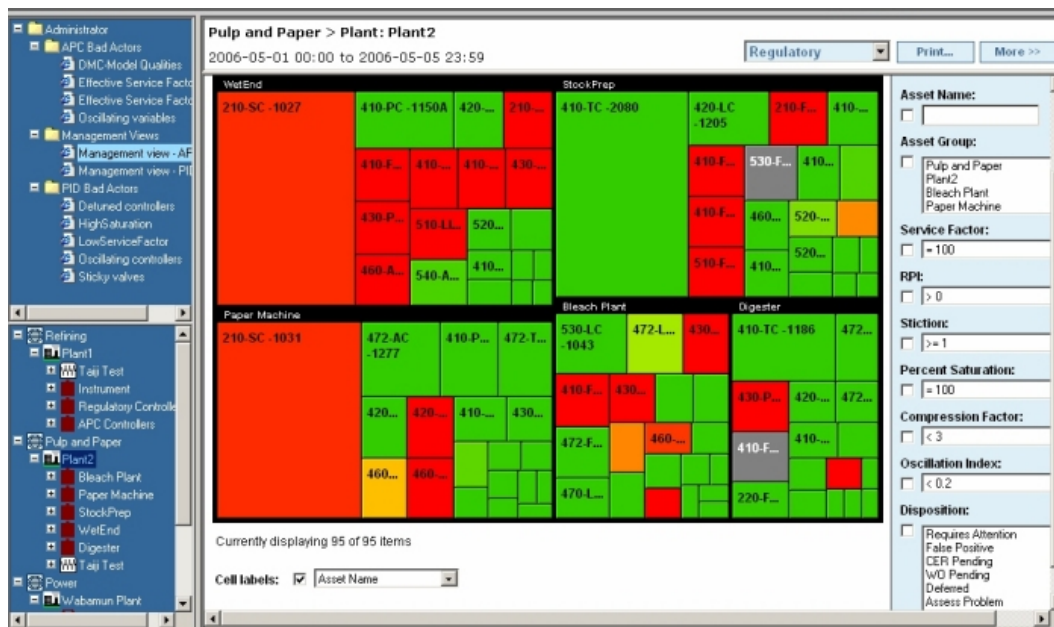 Administrator
APC Bad Actors
DMC-Model Qualities
Effective Service Facto
Effective Service Facto
Oscillating variables
Management Views
Management view - AF
Management view - PID
PID Bad Actors
Detuned controllers
HighSaturation
LowServiceFactor
Oscillating controllers
Sticky valves
Refining
Plant1
Taiji Test
Instrument
Regulatory Controlle
APC Controllers
Pulp and Paper
Plant2
Bleach Plant
Paper Machine
StockPrep
WetEnd
Digester
Taiji Test
Power
Wabamun Plant
Pulp and Paper > Plant: Plant2
2006-05-01 00:00 to 2006-05-05 23:59
Regulatory
Print...
More >>
WetEnd
210-SC -1027
410-PC -1150A
420-...
210-...
410-F...
410-...
410-...
430-...
430-P...
510-LL...
520...
460-A...
540-A...
410...
StockPrep
410-TC -2080
420-LC
-1205
210-F...
410-...
410-F...
530-F...
410...
410-F...
460...
520-...
510-F...
410...
520...
Paper Machine
210-SC -1031
472-AC
-1277
410-P...
472-T...
420...
420-...
410-...
430...
460...
460-...
Bleach Plant
530-LC
-1043
472-L...
430...
410-F...
430...
472-F...
460-...
470-L...
Digester
410-TC -1186
472...
430-P...
420-...
472...
410-F...
410-...
220-F...
Currently displaying 95 of 95 items
Cell labels:
Asset Name
Asset Name:
Asset Group:
Pulp and Paper
Plant2
Bleach Plant
Paper Machine
Service Factor:
= 100
RPI:
> 0
Stiction:
>= 1
Percent Saturation:
= 100
Compression Factor:
< 3
Oscillation Index:
< 0.2
Disposition:
Requires Attention
False Positive
CER Pending
WO Pending
Deferred
Assess Problem